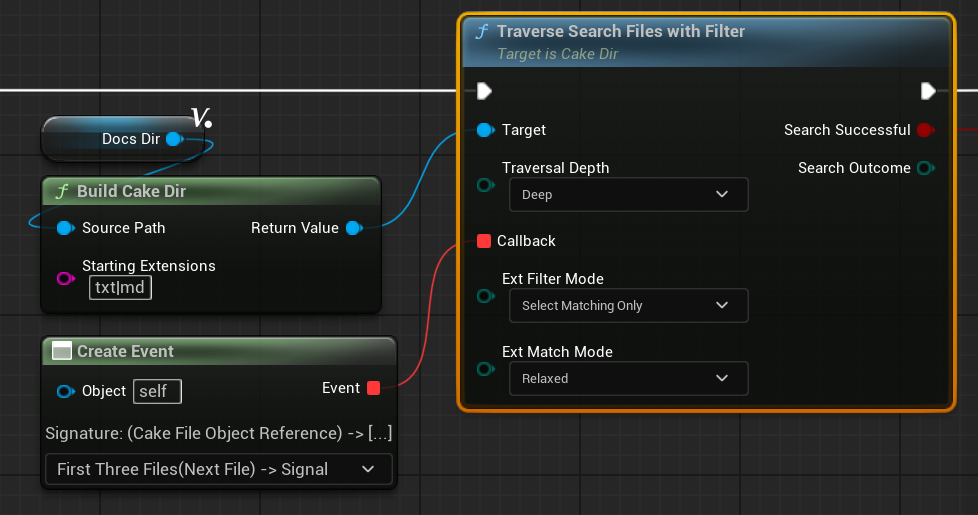 f Traverse Search Files with Filter
Target is Cake Dir
v.
Docs Dir
Target
Search Successful
Traversal Depth
Search Outcome
Deep
f Build Cake Dir
Source Path
Return Value
Callback
Starting Extensions
txt|md
Ext Filter Mode
Select Matching Only
Create Event
Ext Match Mode
Relaxed
Object
self
Event
Signature: (Cake File Object Reference) -> [...]
First Three Files(Next File) -> Signal